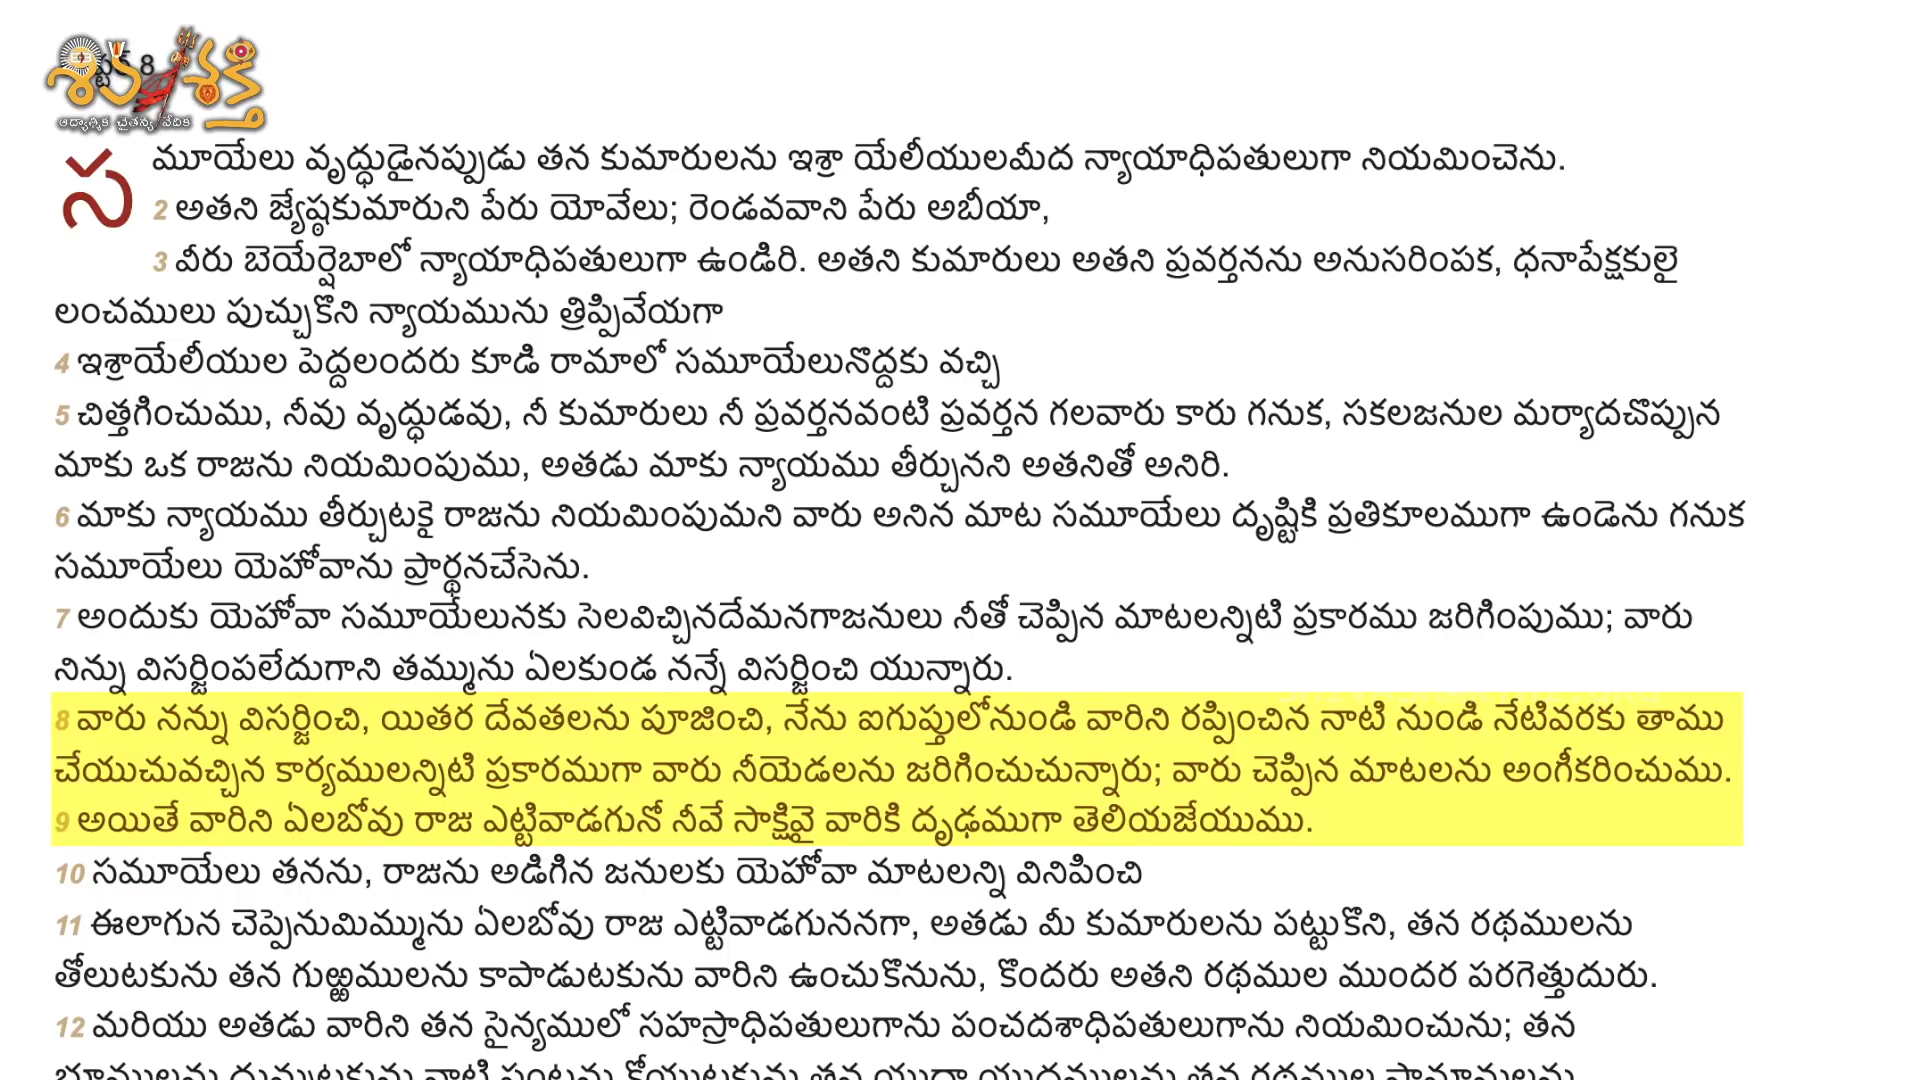 శివశక్తి
ఆధ్యాత్మిక చైతన్య వేదిక
8
సమూయేలు వృద్ధుడైనప్పుడు తన కుమారులను ఇశ్రా యేలీయులమీద న్యాయాధిపతులుగా నియమించెను.
2 అతని జ్యేష్ఠకుమారుని పేరు యోవేలు; రెండవవాని పేరు అబీయా,
3 వీరు బెయేర్షెబాలో న్యాయాధిపతులుగా ఉండిరి. అతని కుమారులు అతని ప్రవర్తనను అనుసరింపక, ధనాపేక్షకులై
లంచములు పుచ్చుకొని న్యాయమును త్రిప్పివేయగా
4 ఇశ్రాయేలీయుల పెద్దలందరు కూడి రామాలో సమూయేలునొద్దకు వచ్చి
5 చిత్తగించుము, నీవు వృద్ధుడవు, నీ కుమారులు నీ ప్రవర్తనవంటి ప్రవర్తన గలవారు కారు గనుక, సకలజనుల మర్యాదచొప్పున
మాకు ఒక రాజును నియమింపుము, అతడు మాకు న్యాయము తీర్చునని అతనితో అనిరి.
6 మాకు న్యాయము తీర్చుటకై రాజును నియమింపుమని వారు అనిన మాట సమూయేలు దృష్టికి ప్రతికూలముగా ఉండెను గనుక
సమూయేలు యెహోవాను ప్రార్థనచేసెను.
7 అందుకు యెహోవా సమూయేలునకు సెలవిచ్చినదేమనగాజనులు నీతో చెప్పిన మాటలన్నిటి ప్రకారము జరిగింపుము; వారు
నిన్ను విసర్జింపలేదుగాని తమ్మును ఏలకుండ నన్నే విసర్జించి యున్నారు.
8 వారు నన్ను విసర్జించి, యితర దేవతలను పూజించి, నేను ఐగుప్తులోనుండి వారిని రప్పించిన నాటి నుండి నేటివరకు తాము
చేయుచువచ్చిన కార్యములన్నిటి ప్రకారముగా వారు నీయెడలను జరిగించుచున్నారు; వారు చెప్పిన మాటలను అంగీకరించుము.
9 అయితే వారిని ఏలబోవు రాజు ఎట్టివాడగునో నీవే సాక్షివై వారికి దృఢముగా తెలియజేయుము.
10 సమూయేలు తనను, రాజును అడిగిన జనులకు యెహోవా మాటలన్ని వినిపించి
11 ఈలాగున చెప్పెనుమిమ్మును ఏలబోవు రాజు ఎట్టివాడగుననగా, అతడు మీ కుమారులను పట్టుకొని, తన రథములను
తోలుటకును తన గుఱ్ఱములను కాపాడుటకును వారిని ఉంచుకొనును, కొందరు అతని రథముల ముందర పరగెత్తుదురు.
12 మరియు అతడు వారిని తన సైన్యములో సహస్రాధిపతులుగాను పంచదశాధిపతులుగాను నియమించును; తన